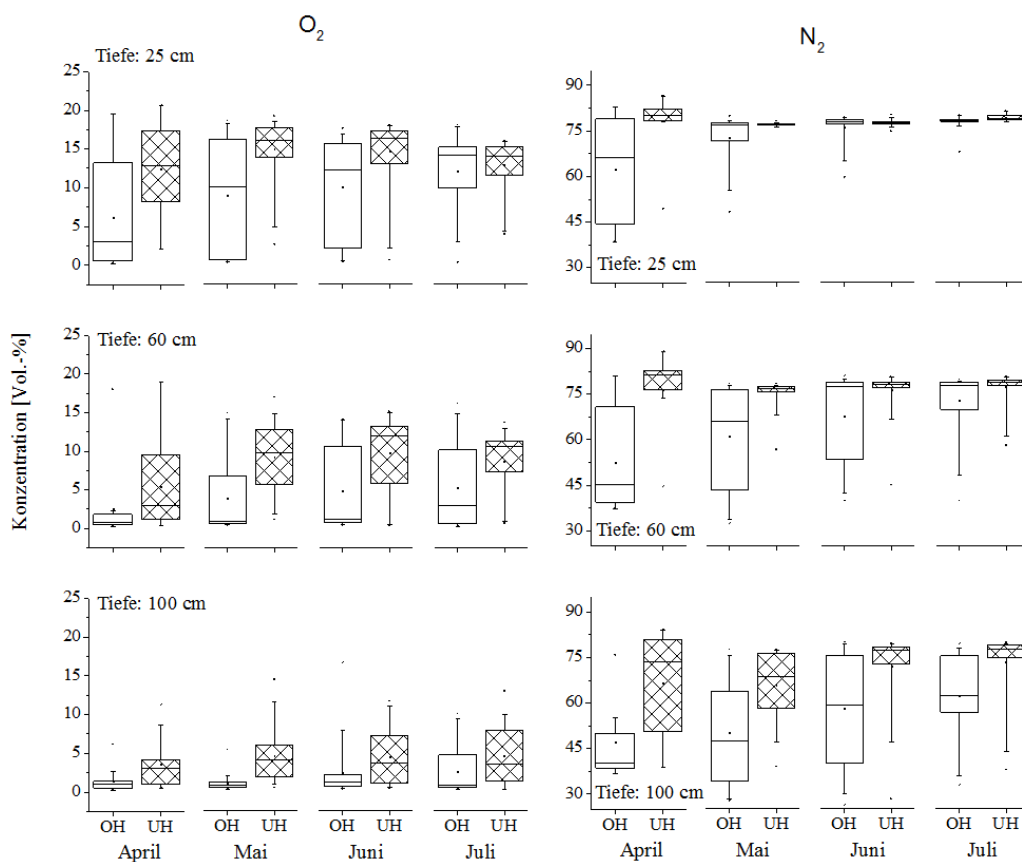 O2 N2
Tiefe: 25 cm
25
20
15
10
5
0
90
75
60
45
30
Tiefe: 25 cm
Konzentration [Vol.-%]
Tiefe: 60 cm
25
20
15
10
5
0
90
75
60
45
30
Tiefe: 60 cm
Tiefe: 100 cm
25
20
15
10
5
0
90
75
60
45
30
Tiefe: 100 cm
OH UH OH UH OH UH OH UH
April Mai Juni Juli
OH UH OH UH OH UH OH UH
April Mai Juni Juli